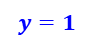 y = 1